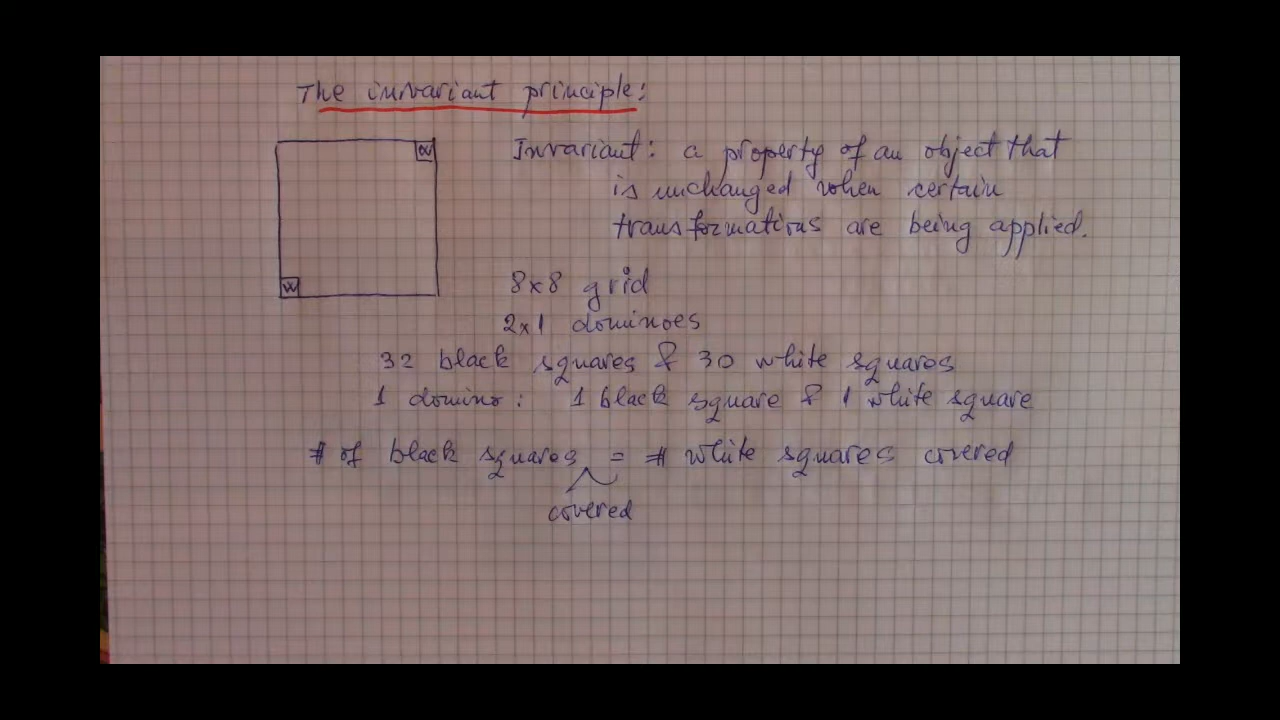 The invariant principle:
W
Invariant: a property of an object that
is unchanged when certain
transformations are being applied.
W
8x8 grid
2x1 dominoes
32 black squares & 30 white squares
1 domino: 1 black square & 1 white square
# of black squares = # white squares covered
covered